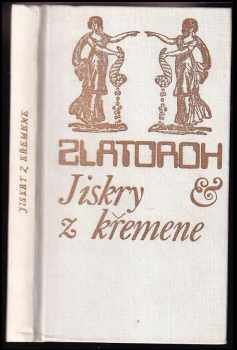 JISKRY Z KŘEMENE
ZLATOROH
Jiskry &
z křemene